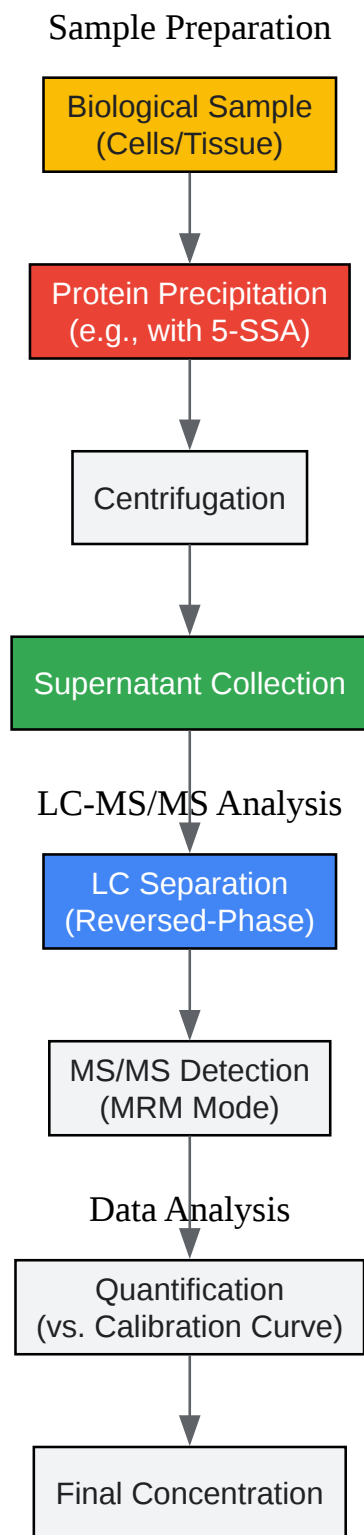 Sample Preparation
Biological Sample
(Cells/Tissue)
Protein Precipitation
(e.g., with 5-SSA)
Centrifugation
Supernatant Collection
LC-MS/MS Analysis
LC Separation
(Reversed-Phase)
MS/MS Detection
(MRM Mode)
Data Analysis
Quantification
(vs. Calibration Curve)
Final Concentration